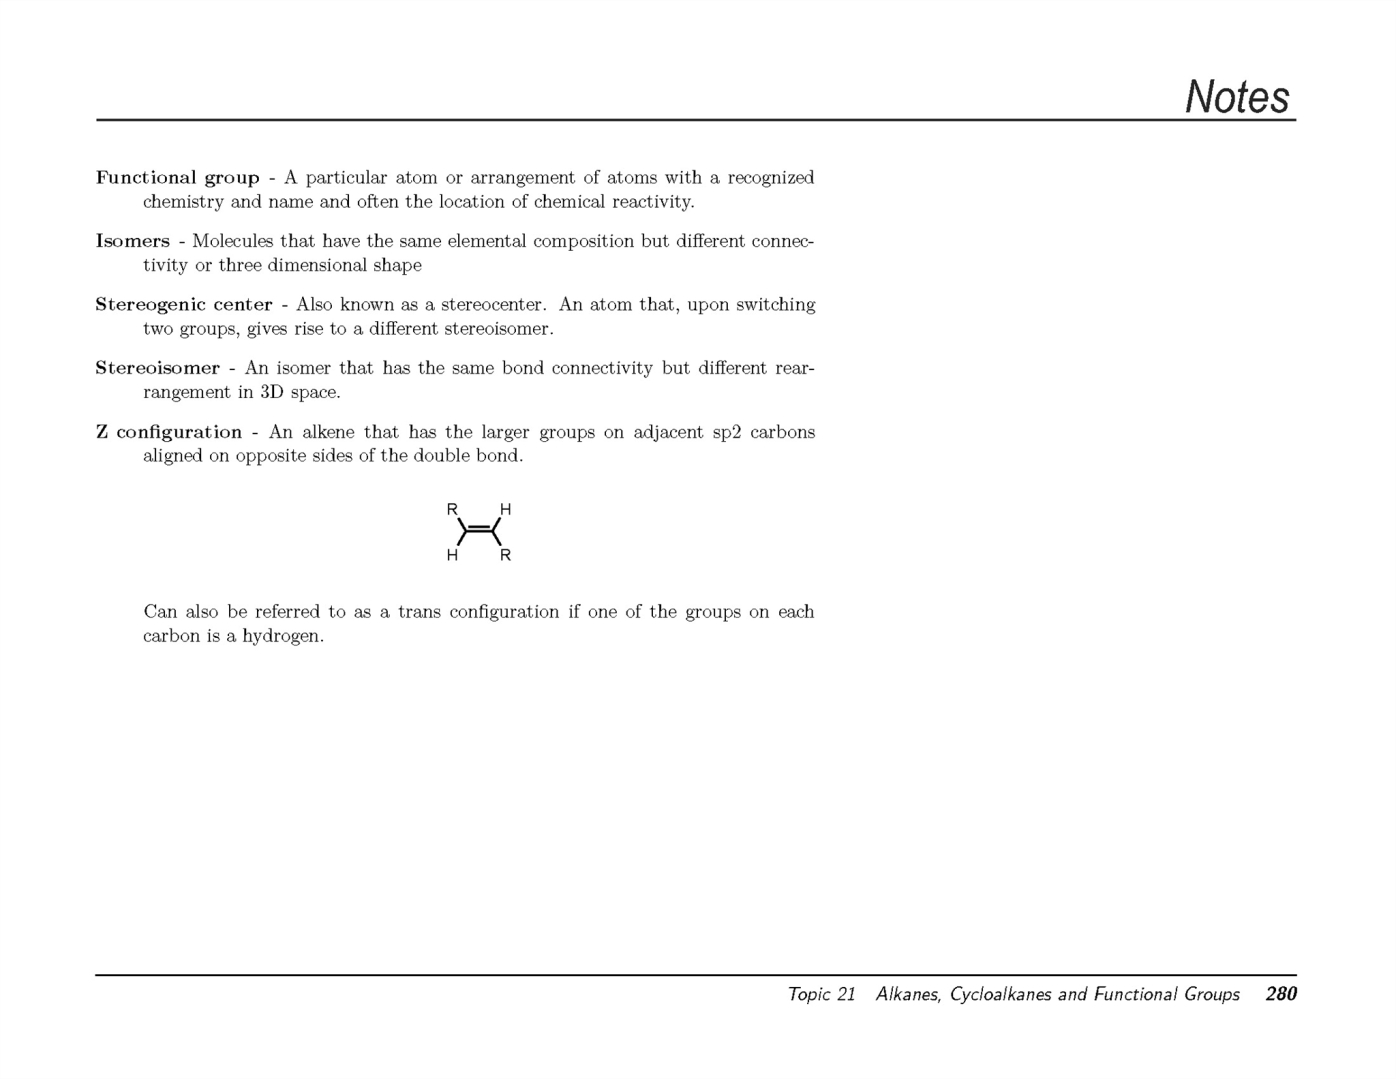 Notes
Functional group - A particular atom or arrangement of atoms with a recognized
chemistry and name and often the location of chemical reactivity.
Isomers - Molecules that have the same elemental composition but different connec-
tivity or three dimensional shape
Stereogenic center - Also known as a stereocenter. An atom that, upon switching
two groups, gives rise to a different stereoisomer.
Stereoisomer - An isomer that has the same bond connectivity but different rear-
rangement in 3D space.
Z configuration - An alkene that has the larger groups on adjacent sp2 carbons
aligned on opposite sides of the double bond.
R H
H R
Can also be referred to as a trans configuration if one of the groups on each
carbon is a hydrogen.
Topic 21 Alkanes, Cycloalkanes and Functional Groups 280